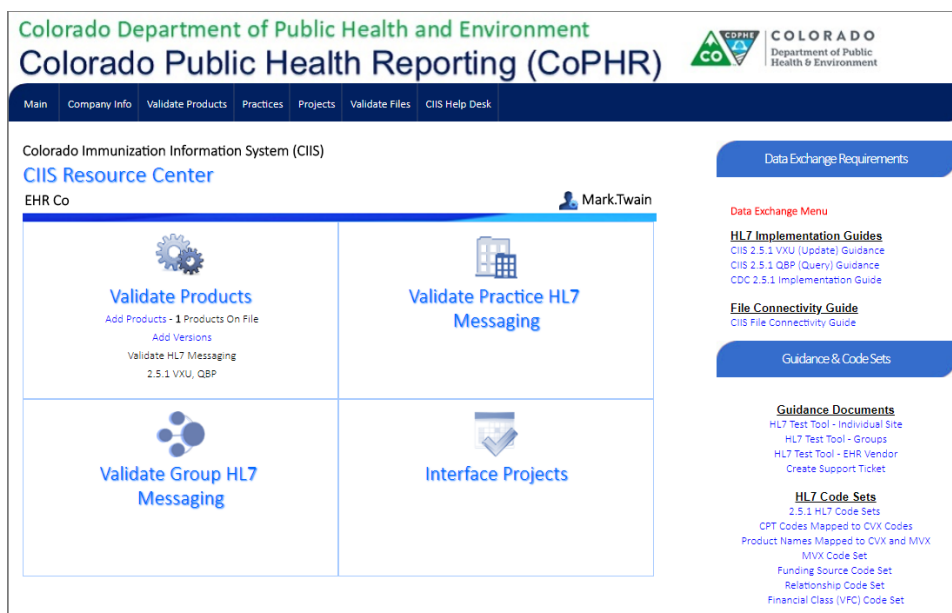 Colorado Department of Public Health and Environment
Colorado Public Health Reporting (CoPHR)
CDPHE
CO
COLORADO
Department of Public
Health & Environment
Main Company Info Validate Products Practices Projects Validate Files CIIS Help Desk
Colorado Immunization Information System (CIIS)
CIIS Resource Center
EHR Co
Mark.Twain
Validate Products
Add Products - 1 Products On File
Add Versions
Validate HL7 Messaging
2.5.1 VXU, QBP
Validate Practice HL7
Messaging
Validate Group HL7
Messaging
Interface Projects
Data Exchange Requirements
Data Exchange Menu
HL7 Implementation Guides
CIIS 2.5.1 VXU (Update) Guidance
CIIS 2.5.1 QBP (Query) Guidance
CDC 2.5.1 Implementation Guide
File Connectivity Guide
CIIS File Connectivity Guide
Guidance & Code Sets
Guidance Documents
HL7 Test Tool - Individual Site
HL7 Test Tool - Groups
HL7 Test Tool - EHR Vendor
Create Support Ticket
HL7 Code Sets
2.5.1 HL7 Code Sets
CPT Codes Mapped to CVX Codes
Product Names Mapped to CVX and MVX
MVX Code Set
Funding Source Code Set
Relationship Code Set
Financial Class (VFC) Code Set